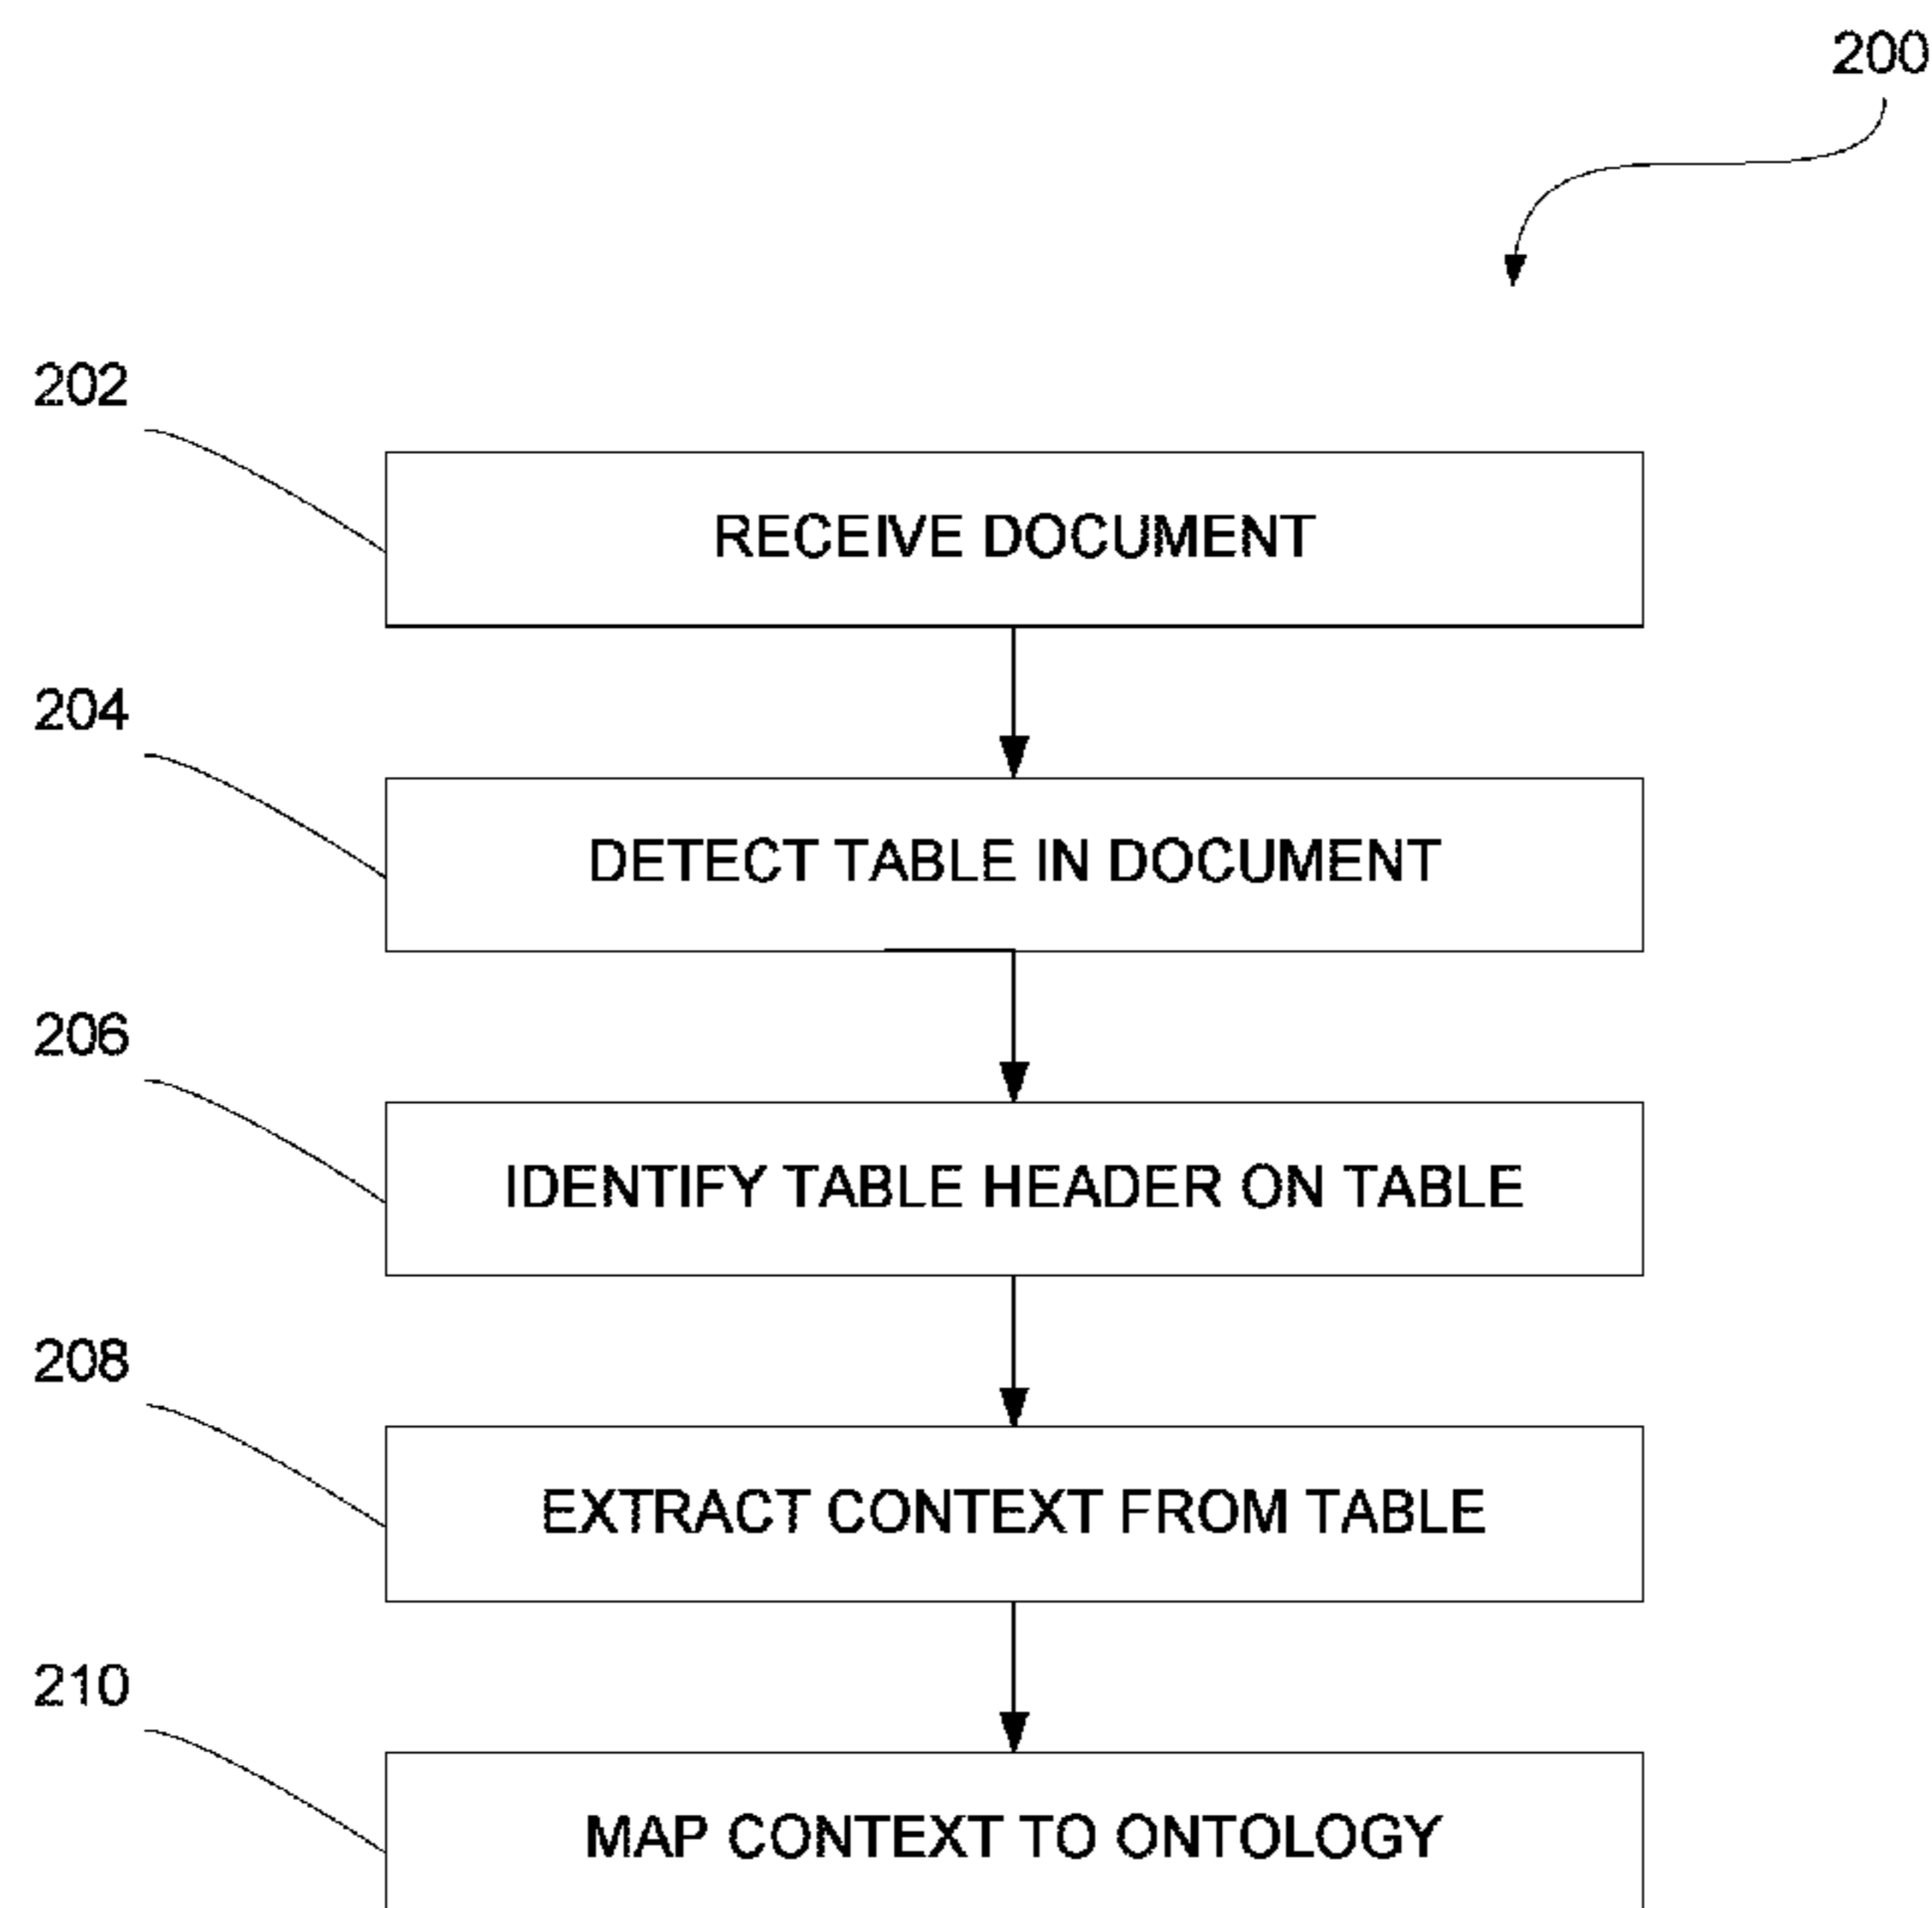 200
202
RECEIVE DOCUMENT
204
DETECT TABLE IN DOCUMENT
206
IDENTIFY TABLE HEADER ON TABLE
208
EXTRACT CONTEXT FROM TABLE
210
MAP CONTEXT TO ONTOLOGY